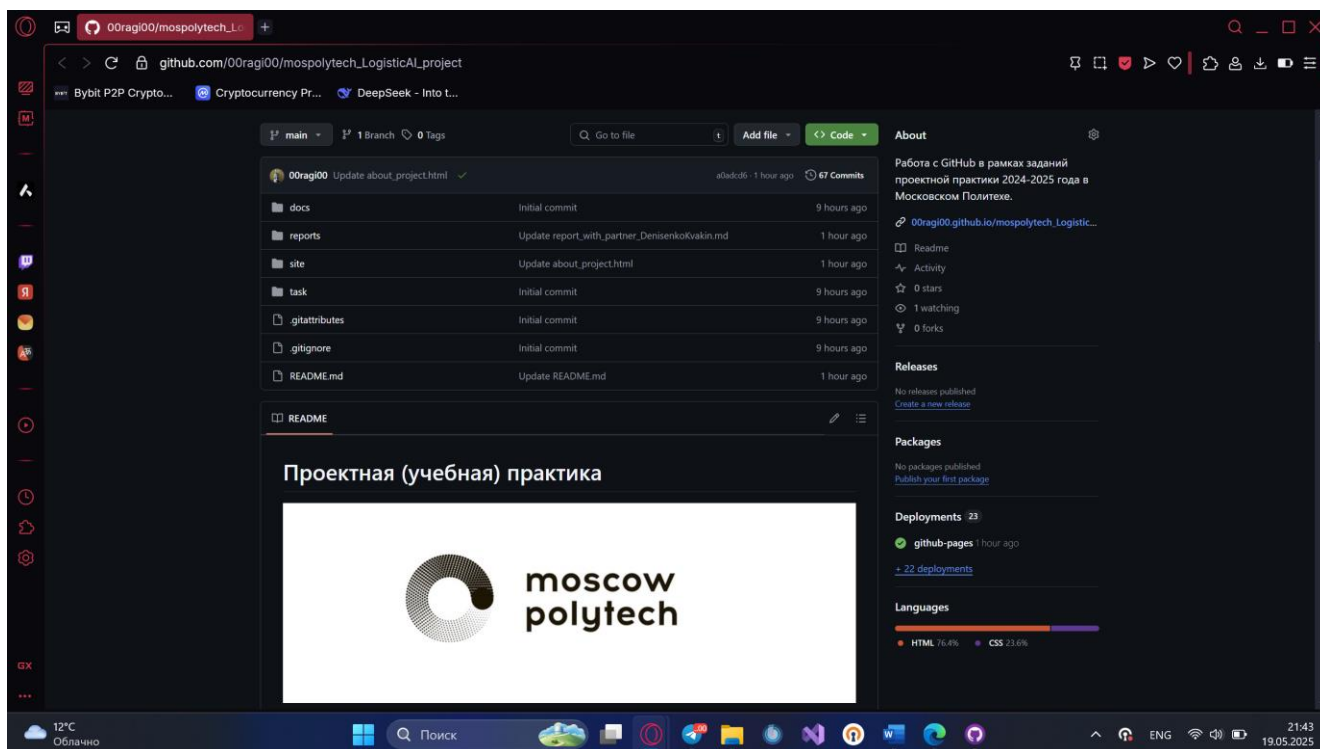 00ragi00/mospolytech_Lo
github.com/00ragi00/mospolytech_LogisticAI_project
Bybit P2P Crypto... Cryptocurrency Pr... DeepSeek - Into t...
main 1 Branch 0 Tags Go to file t Add file Code
00ragi00 Update about_project.html a0adcd6 · 1 hour ago 67 Commits
docs Initial commit 9 hours ago
reports Update report_with_partner_DenisenkoKvakin.md 1 hour ago
site Update about_project.html 1 hour ago
task Initial commit 9 hours ago
.gitattributes Initial commit 9 hours ago
.gitignore Initial commit 9 hours ago
README.md Update README.md 1 hour ago
README
Проектная (учебная) практика
moscow
polytech
About
Работа с GitHub в рамках заданий
проектной практики 2024-2025 года в
Московском Политехе.
00ragi00.github.io/mospolytech_Logistic...
Readme
Activity
0 stars
1 watching
0 forks
Releases
No releases published
Create a new release
Packages
No packages published
Publish your first package
Deployments 23
github-pages 1 hour ago
+ 22 deployments
Languages
HTML 76.4% CSS 23.6%
GX
12°C
Облачно
Поиск
ENG
21:43
19.05.2025